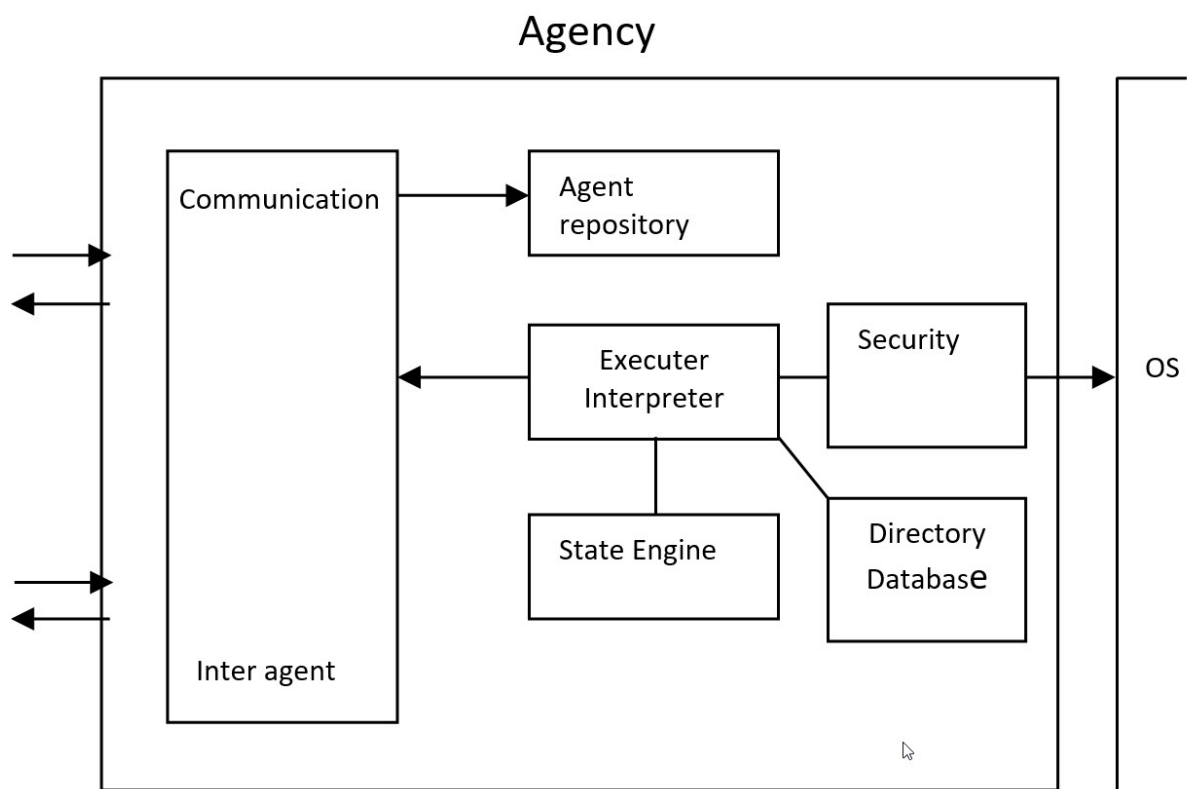 Agency
Communication
Agent
repository
Executer
Interpreter
Security
OS
State Engine
Directory
Database
Inter agent